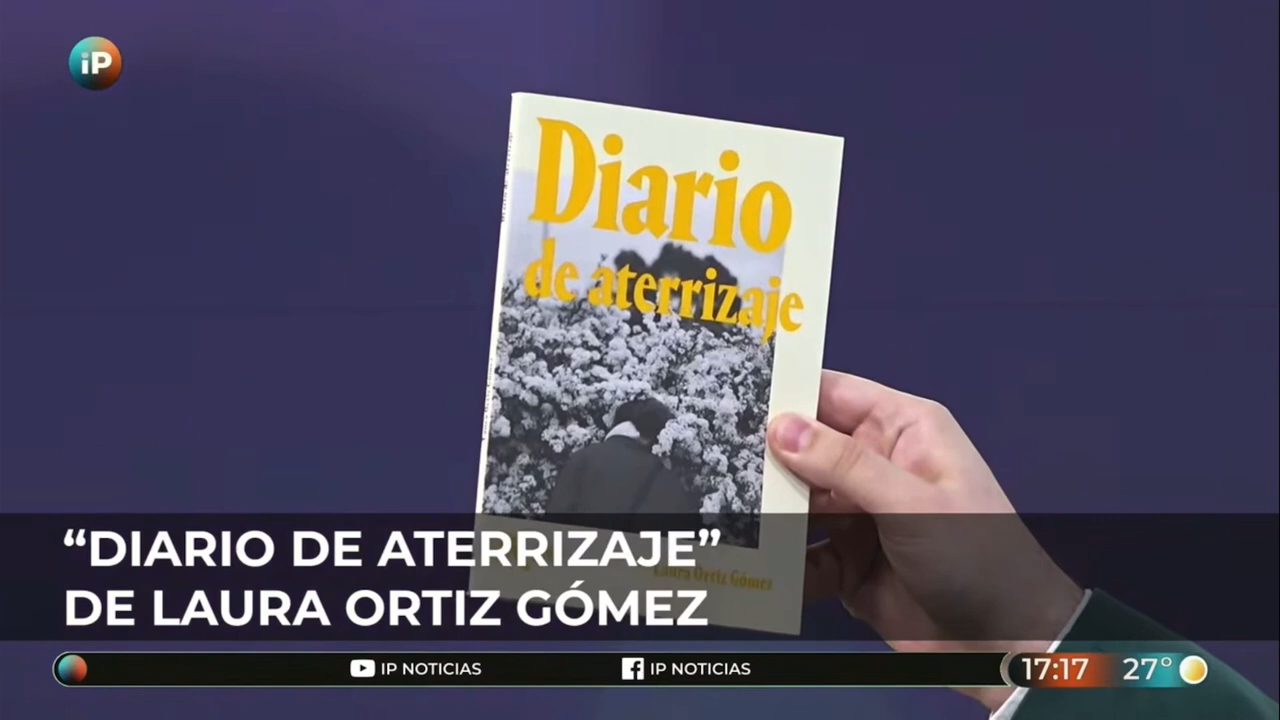 iP
Diario
de aterrizaje
Laura Ortiz Gómez
“DIARIO DE ATERRIZAJE”
DE LAURA ORTIZ GÓMEZ
IP NOTICIAS
IP NOTICIAS
17:17 27°